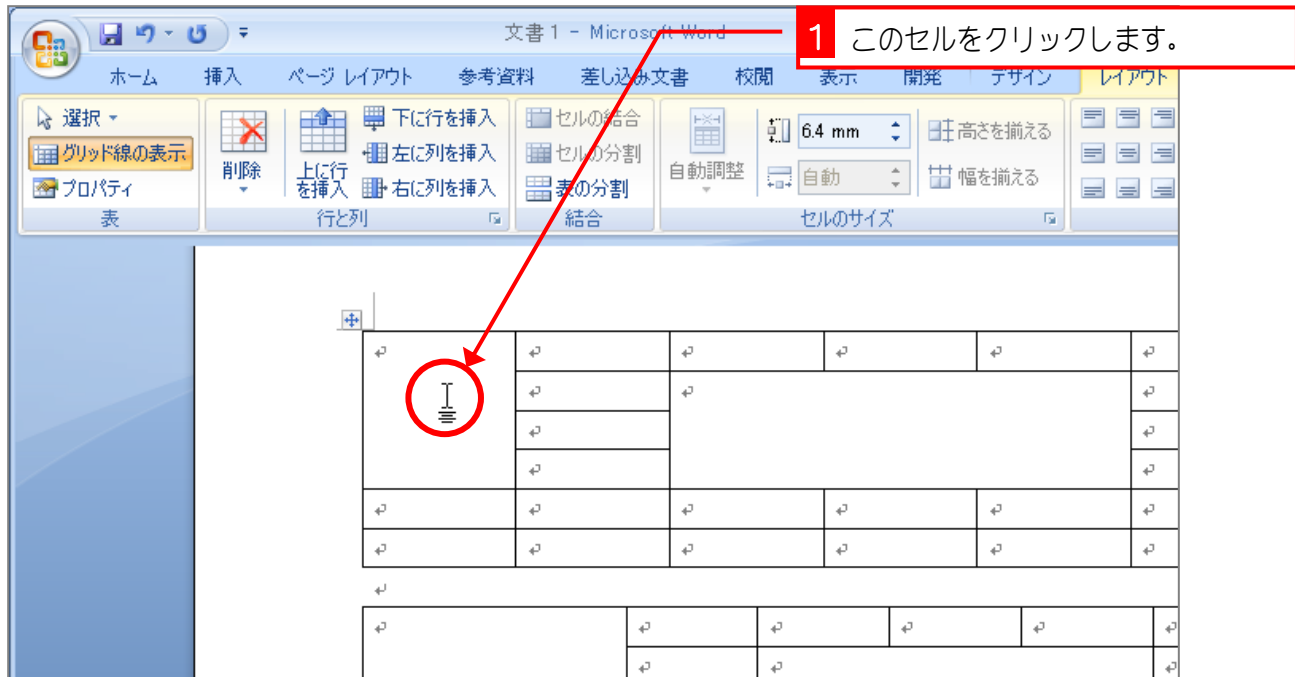 文書1 - Microsoft Word
1 このセルをクリックします。
ホーム 挿入 ページ レイアウト 参考資料 差し込み文書 校閲 表示 開発 デザイン レイアウト
選択
グリッド線の表示
プロパティ
表
削除
上に行
を挿入
下に行を挿入
左に列を挿入
右に列を挿入
行と列
セルの結合
セルの分割
表の分割
結合
自動調整
6.4 mm
自動
高さを揃える
幅を揃える
セルのサイズ